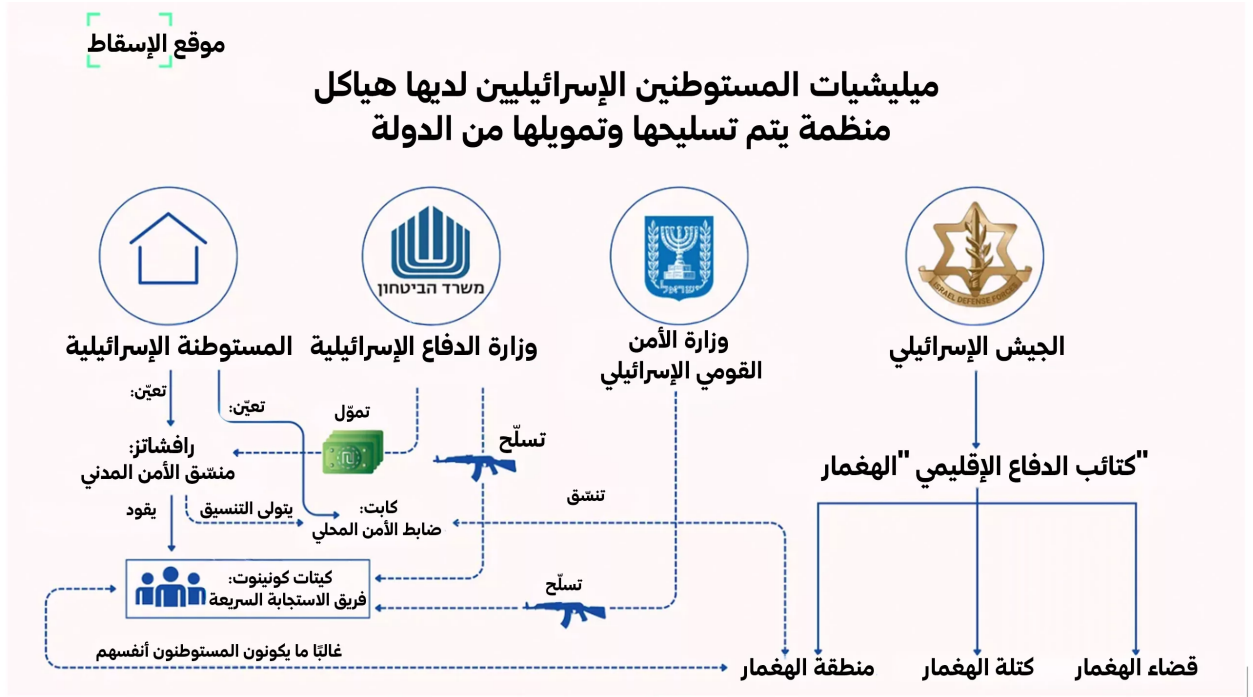 موقع الإسقاط
ميليشيات المستوطنين الإسرائيليين لديها هياكل
منظمة يتم تسليحها وتمويلها من الدولة
ISRAEL DEFENSE FORCES
الجيش الإسرائيلي
ישראל
وزارة الأمن
القومي الإسرائيلي
משרד הביטחון
وزارة الدفاع الإسرائيلية
المستوطنة الإسرائيلية
تعيّن:
تعيّن:
تموّل
تسلّح
رافشاتز:
منسّق الأمن المدني
"كتائب الدفاع الإقليمي "الهغمار
تنسّق
يتولى التنسيق
يقود
كابت:
ضابط الأمن المحلي
كيتات كونينوت:
فريق الاستجابة السريعة
تسلّح
غالبًا ما يكونون المستوطنون أنفسهم
قضاء الهغمار
كتلة الهغمار
منطقة الهغمار